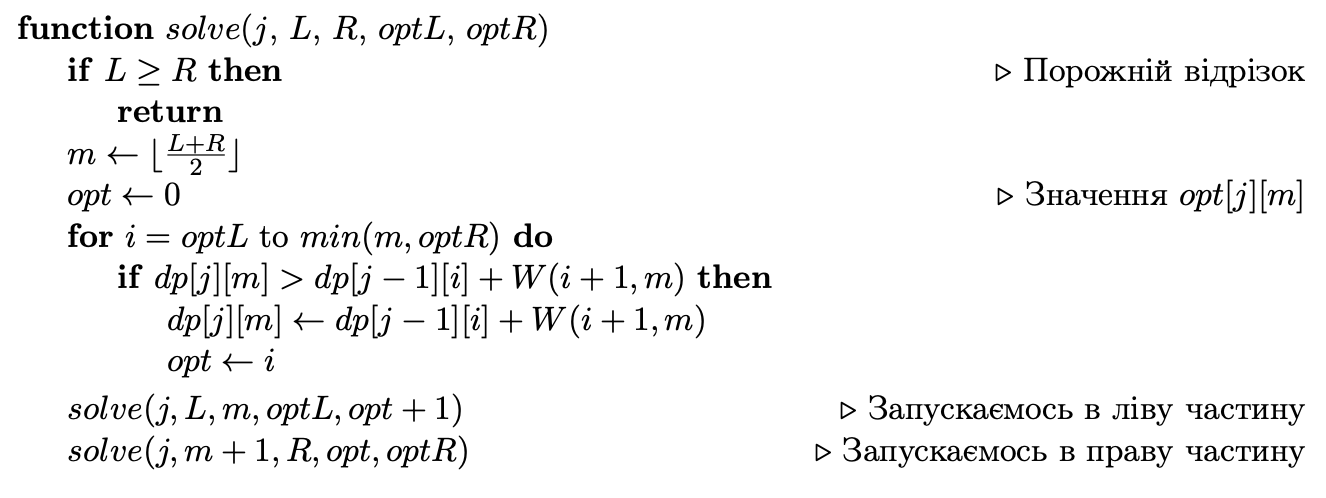 function solve(j, L, R, optL, optR)
if L ≥ R then ▷ Порожній відрізок
return
m ← ⌊(L+R)/2⌋
opt ← 0 ▷ Значення opt[j][m]
for i = optL to min(m, optR) do
if dp[j][m] > dp[j − 1][i] + W(i + 1, m) then
dp[j][m] ← dp[j − 1][i] + W(i + 1, m)
opt ← i
solve(j, L, m, optL, opt + 1) ▷ Запускаємось в ліву частину
solve(j, m + 1, R, opt, optR) ▷ Запускаємось в праву частину